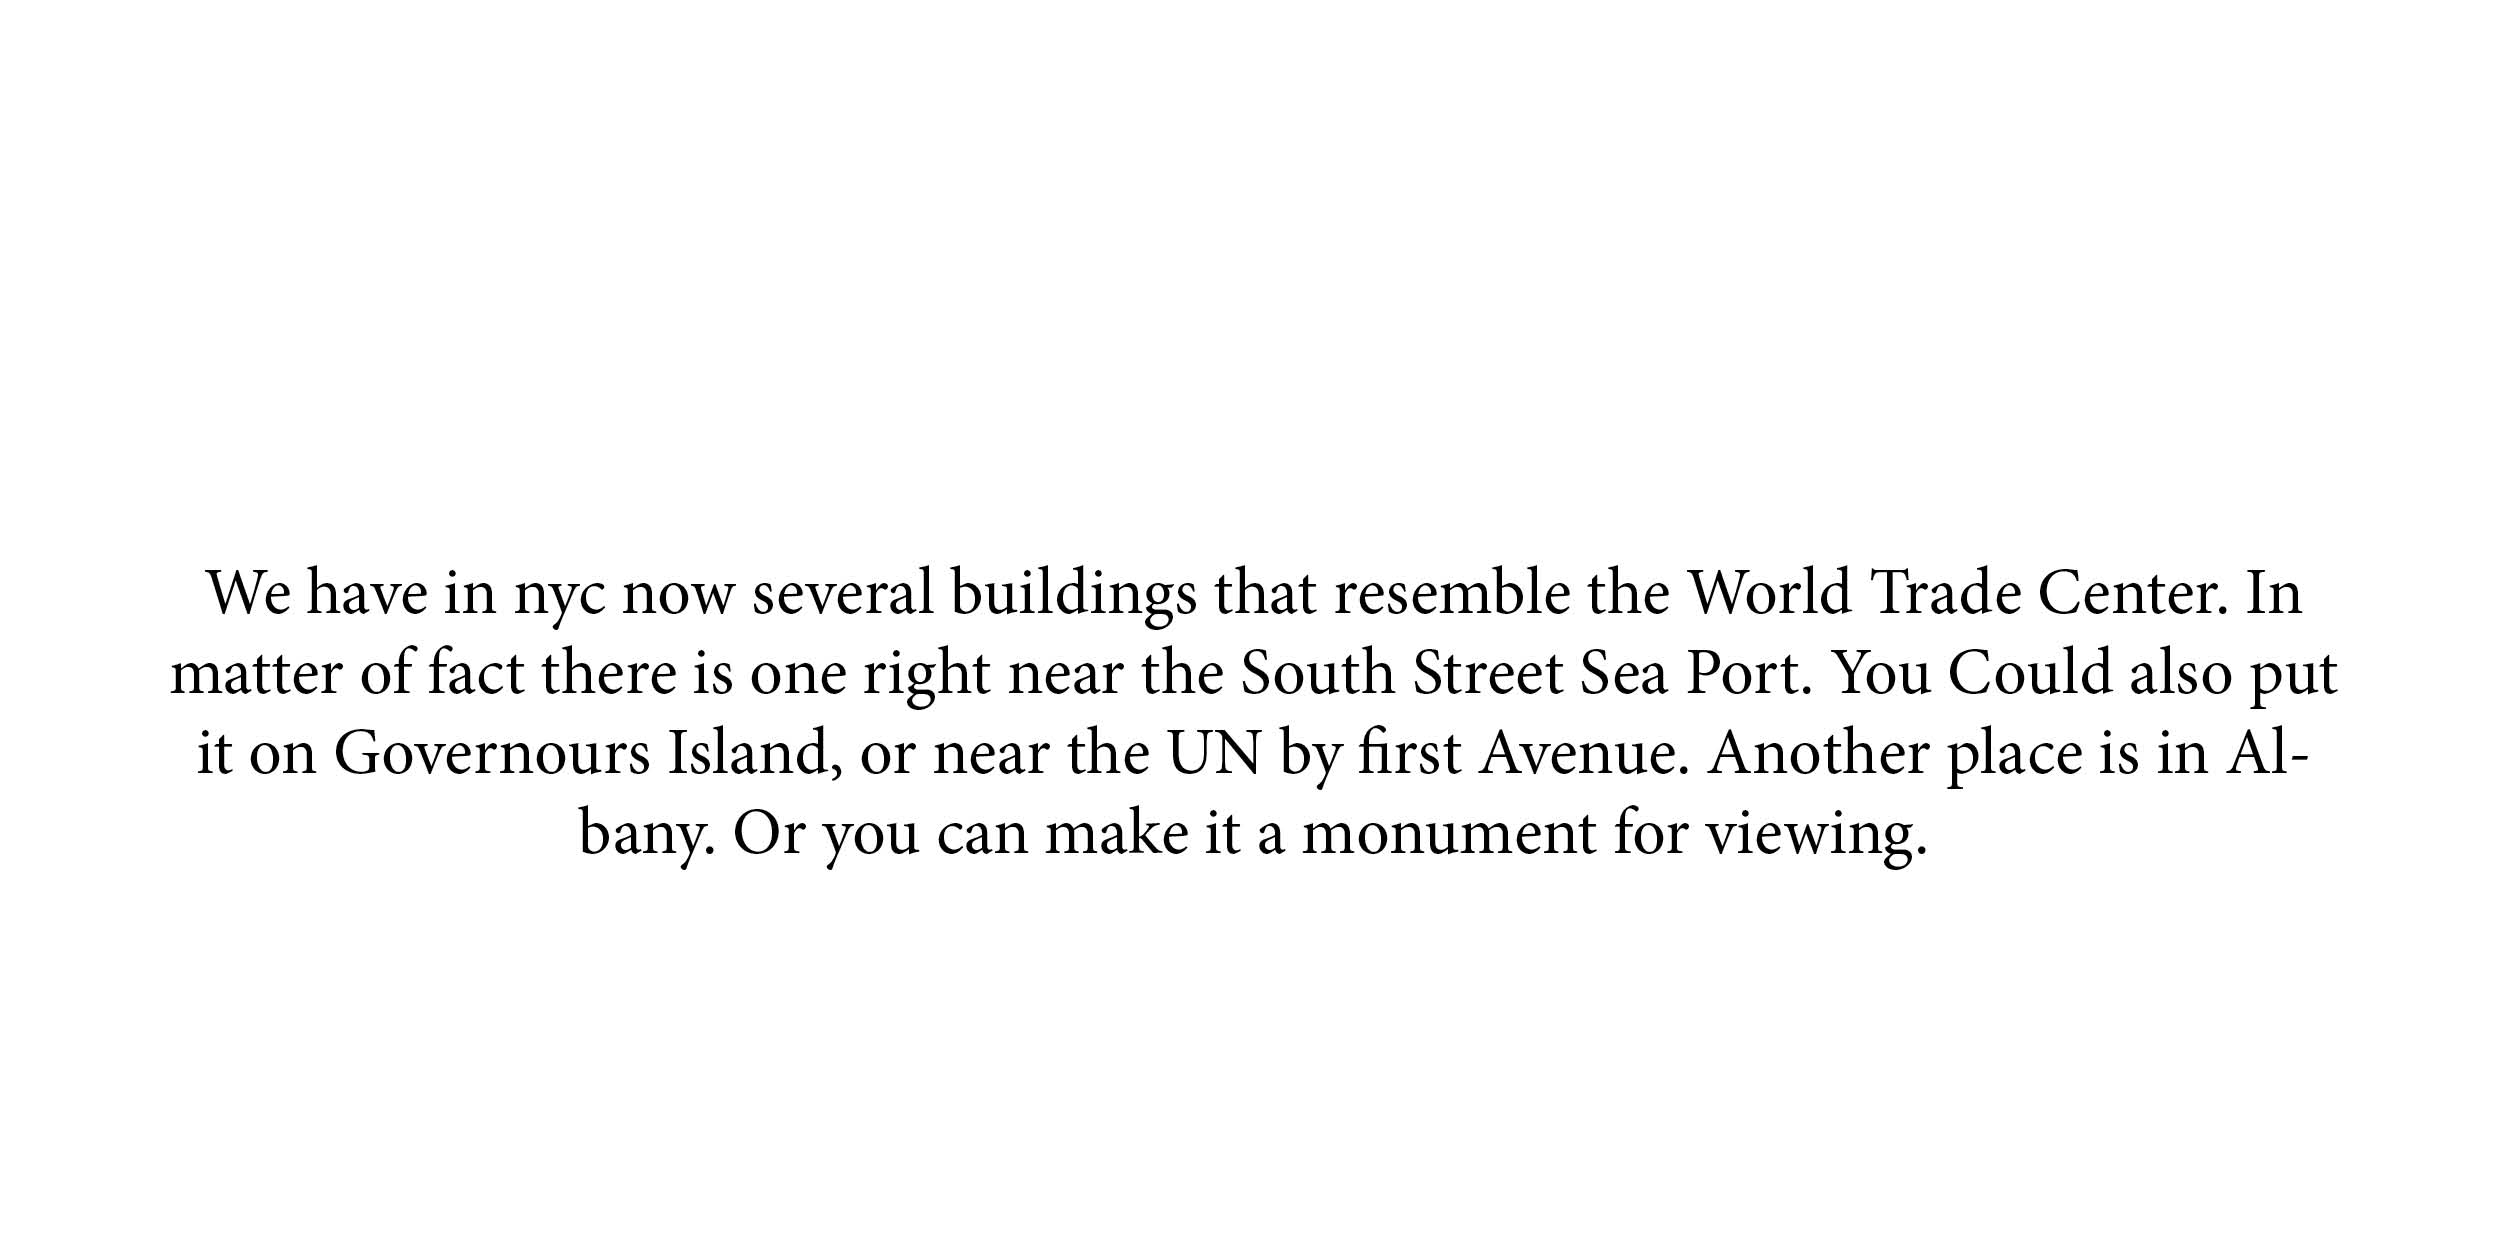 We have in nyc now several buildings that resemble the World Trade Center. In
matter of fact there is one right near the South Street Sea Port. You Could also put
it on Governours Island, or near the UN by first Avenue. Another place is in Al-
bany. Or you can make it a monument for viewing.